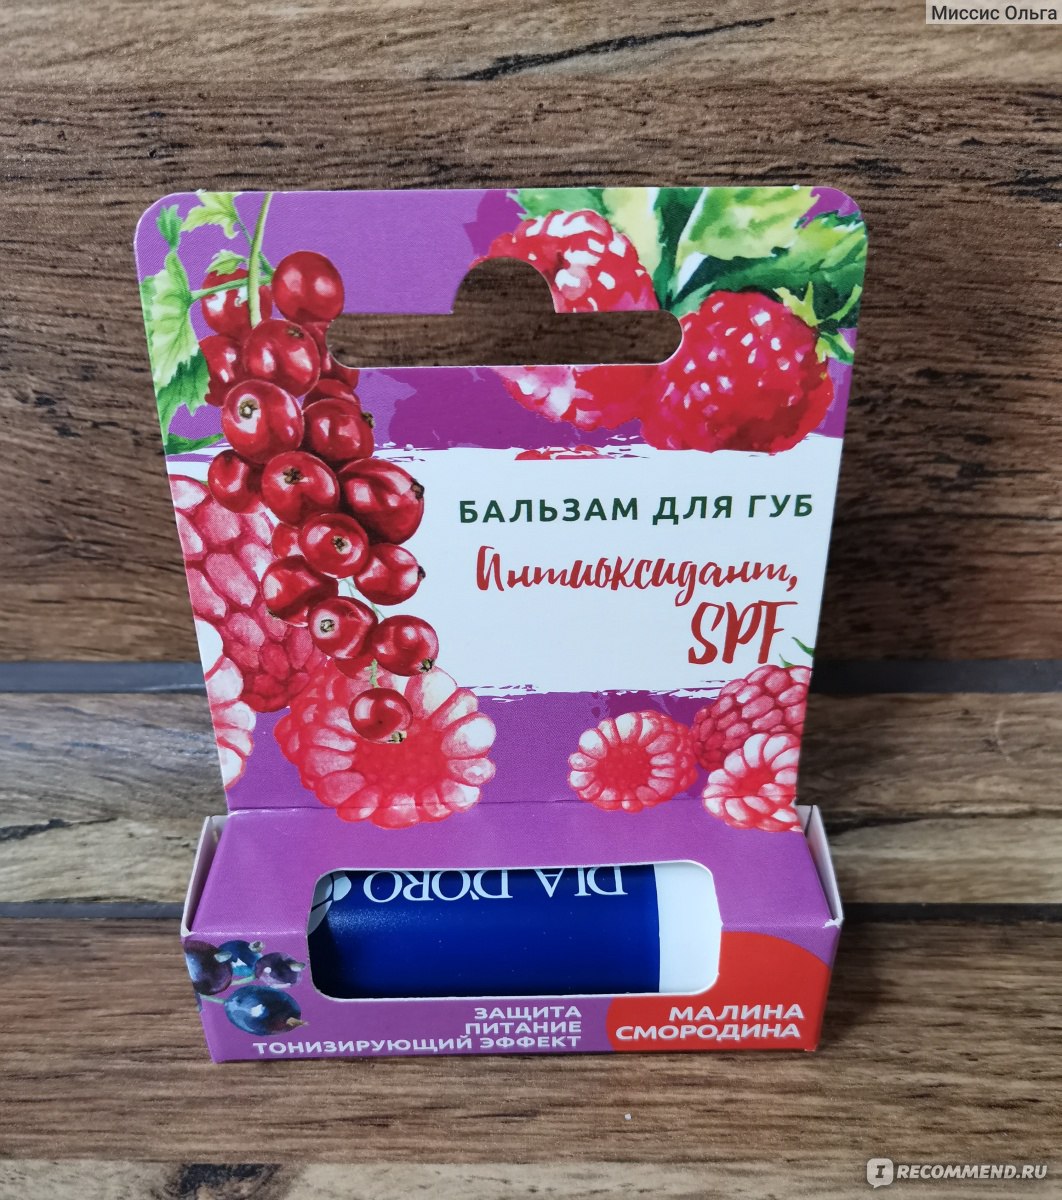 Миссис Ольга
БАЛЬЗАМ ДЛЯ ГУБ
Антиоксидант,
SPF
DIA D'ORO
ЗАЩИТА
ПИТАНИЕ
ТОНИЗИРУЮЩИЙ ЭФФЕКТ
МАЛИНА
СМОРОДИНА
I RECOMMEND.RU